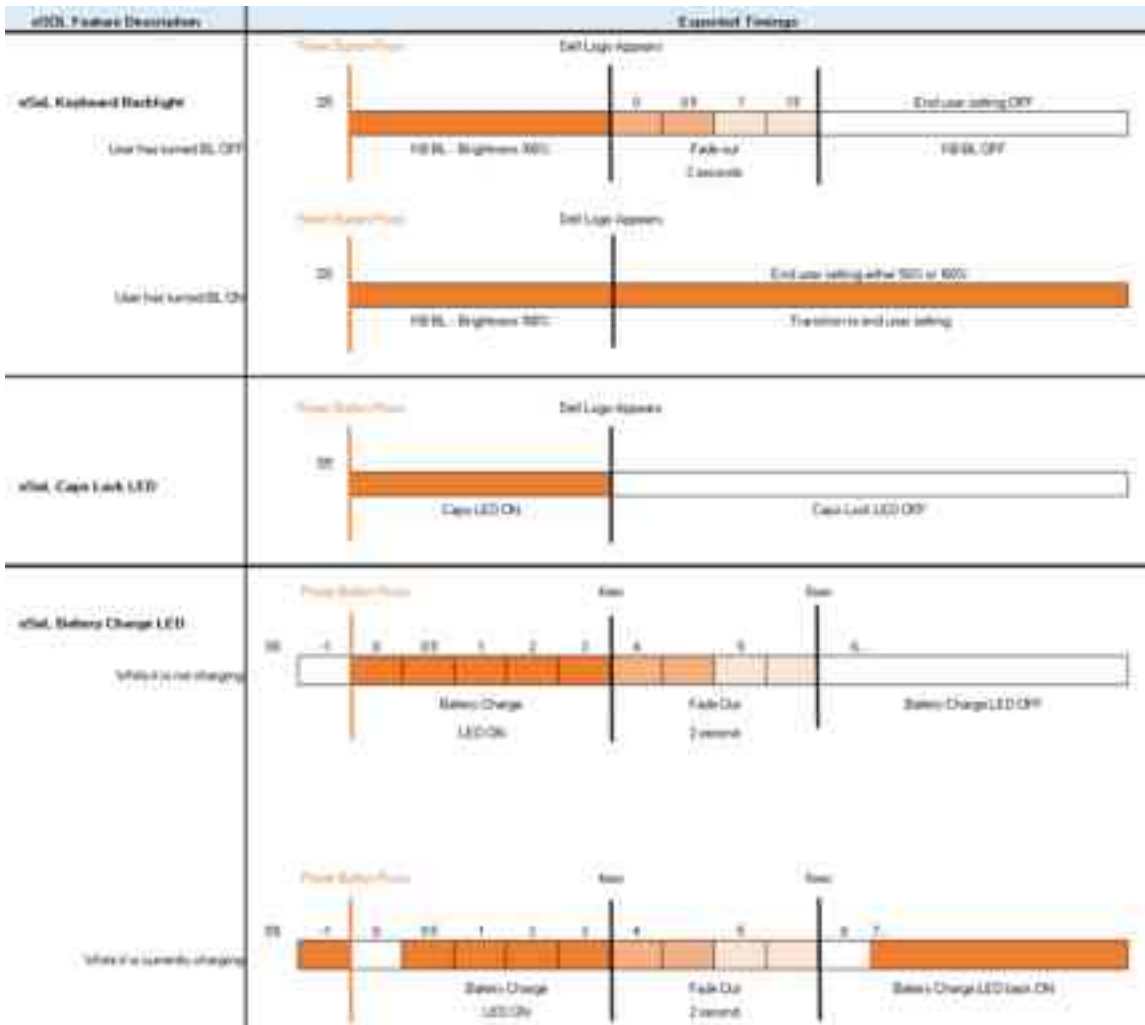 eSOL Feature Description
Expected Timings
Power Button Press
Dell Logo Appears
eSoL Keyboard Backlight
0 0.5 1 1.5
End user setting OFF
User has turned BL OFF
KB BL - Brightness 100%
Fade out
KB BL OFF
2 seconds
Power Button Press
Dell Logo Appears
End user setting either 50% or 100%
User has turned BL ON
KB BL - Brightness 100%
Transition to end user setting
Power Button Press
Dell Logo Appears
eSoL Caps Lock LED
Caps LED ON
Caps Lock LED OFF
Power Button Press
eSoL Battery Charge LED
-1 0 0.5 1 2 3 4 5 6...
While it is not charging
Battery Charge
Fade Out
Battery Charge LED OFF
LED ON
2 second
Power Button Press
-1 0 0.5 1 2 3 4 5 6 7...
While it is currently charging
Battery Charge
Fade Out
Battery Charge LED back ON
LED ON
2 second